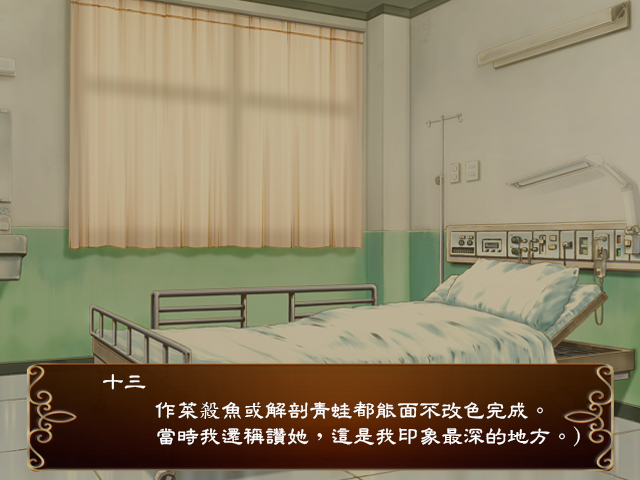 十三
作菜殺魚或解剖青蛙都能面不改色完成。
當時我還稱讚她，這是我印象最深的地方。)